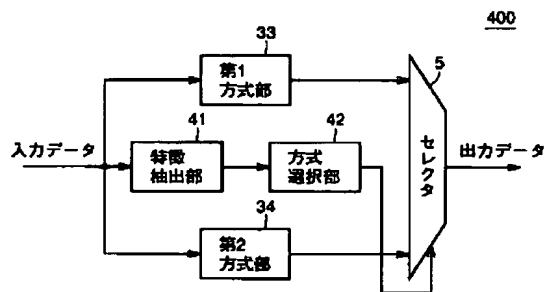 400
33
第1
方式部
5
41
特徴
抽出部
42
方式
選択部
入力データ
セレクタ
出力データ
34
第2
方式部